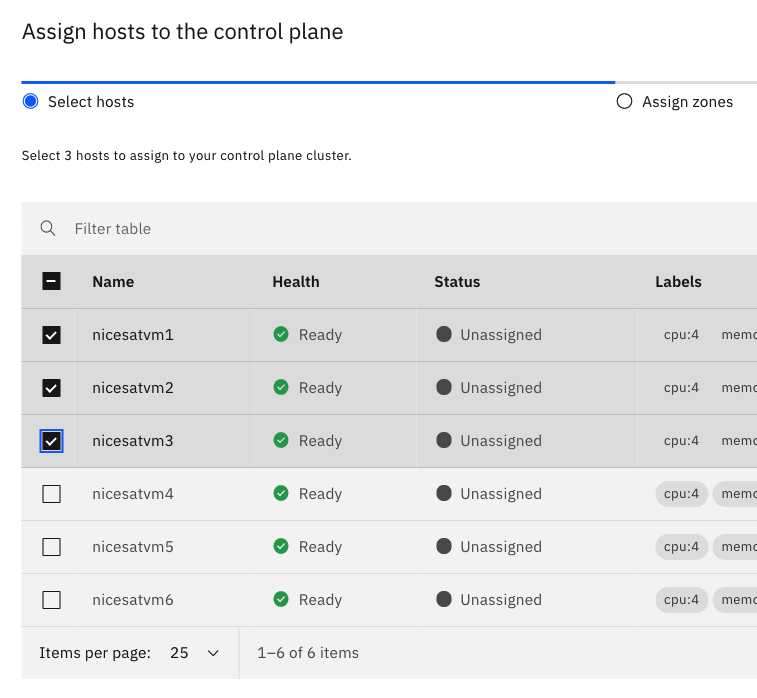 Assign hosts to the control plane
Select hosts Assign zones
Select 3 hosts to assign to your control plane cluster.
Filter table
Name Health Status Labels
nicesatvm1 Ready Unassigned cpu:4 memo
nicesatvm2 Ready Unassigned cpu:4 memo
nicesatvm3 Ready Unassigned cpu:4 memo
nicesatvm4 Ready Unassigned cpu:4 memo
nicesatvm5 Ready Unassigned cpu:4 memo
nicesatvm6 Ready Unassigned cpu:4 memo
Items per page: 25 1–6 of 6 items